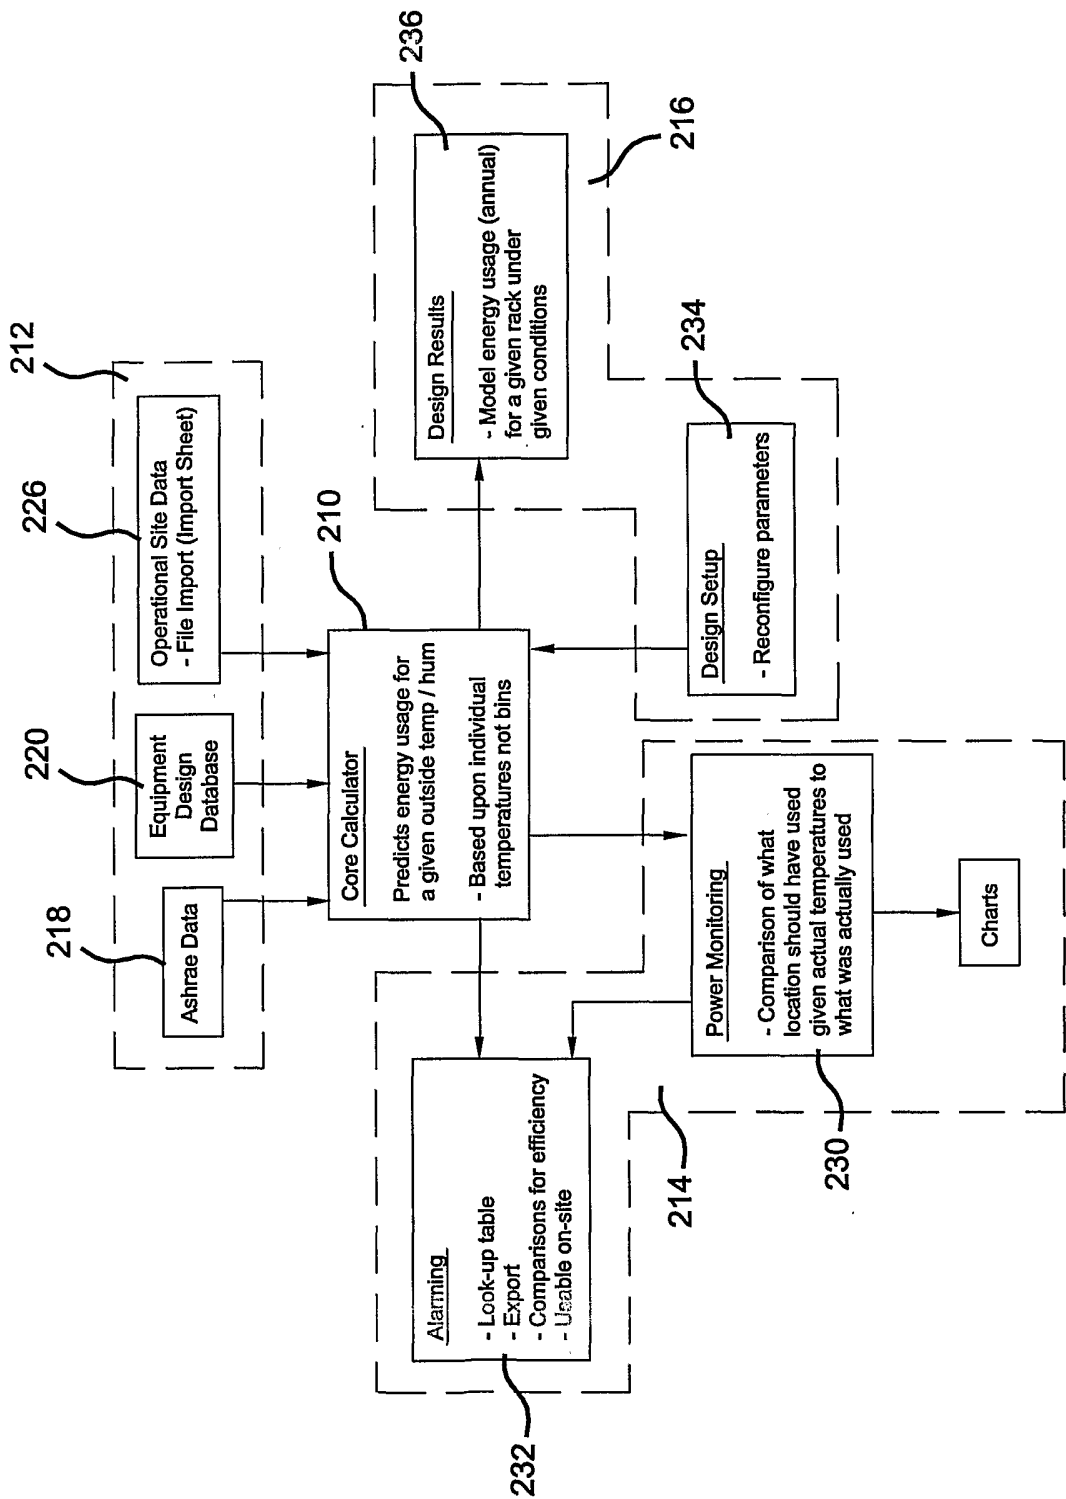 212
218
Ashrae Data
220
Equipment
Design
Database
226
Operational Site Data
- File Import (Import Sheet)
210
Core Calculator
Predicts energy usage for
a given outside temp / hum
- Based upon individual
temperatures not bins
232
Alarming
- Look-up table
- Export
- Comparisons for efficiency
- Useable on-site
236
Design Results
- Model energy usage (annual)
for a given rack under
given conditions
216
214
230
Power Monitoring
- Comparison of what
location should have used
given actual temperatures to
what was actually used
234
Design Setup
- Reconfigure parameters
Charts